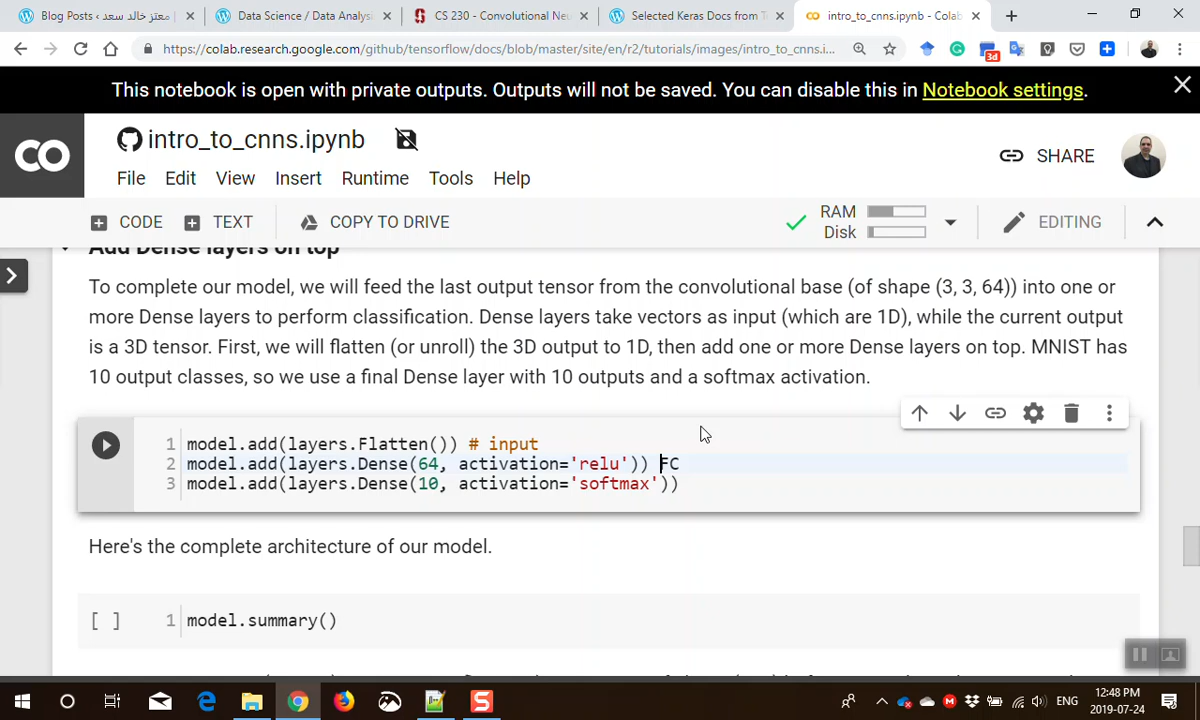 معتز خالد سعد › Blog Posts
Data Science / Data Analysi
CS 230 - Convolutional Neu
Selected Keras Docs from T
intro_to_cnns.ipynb - Colab
https://colab.research.google.com/github/tensorflow/docs/blob/master/site/en/r2/tutorials/images/intro_to_cnns.i...
3d
This notebook is open with private outputs. Outputs will not be saved. You can disable this in Notebook settings.
CO
intro_to_cnns.ipynb
SHARE
File Edit View Insert Runtime Tools Help
CODE TEXT COPY TO DRIVE
RAM
Disk
EDITING
Add Dense layers on top
To complete our model, we will feed the last output tensor from the convolutional base (of shape (3, 3, 64)) into one or
more Dense layers to perform classification. Dense layers take vectors as input (which are 1D), while the current output
is a 3D tensor. First, we will flatten (or unroll) the 3D output to 1D, then add one or more Dense layers on top. MNIST has
10 output classes, so we use a final Dense layer with 10 outputs and a softmax activation.
1 model.add(layers.Flatten()) # input
2 model.add(layers.Dense(64, activation='relu')) FC
3 model.add(layers.Dense(10, activation='softmax'))
Here's the complete architecture of our model.
[ ] 1 model.summary()
ENG
12:48 PM
2019-07-24